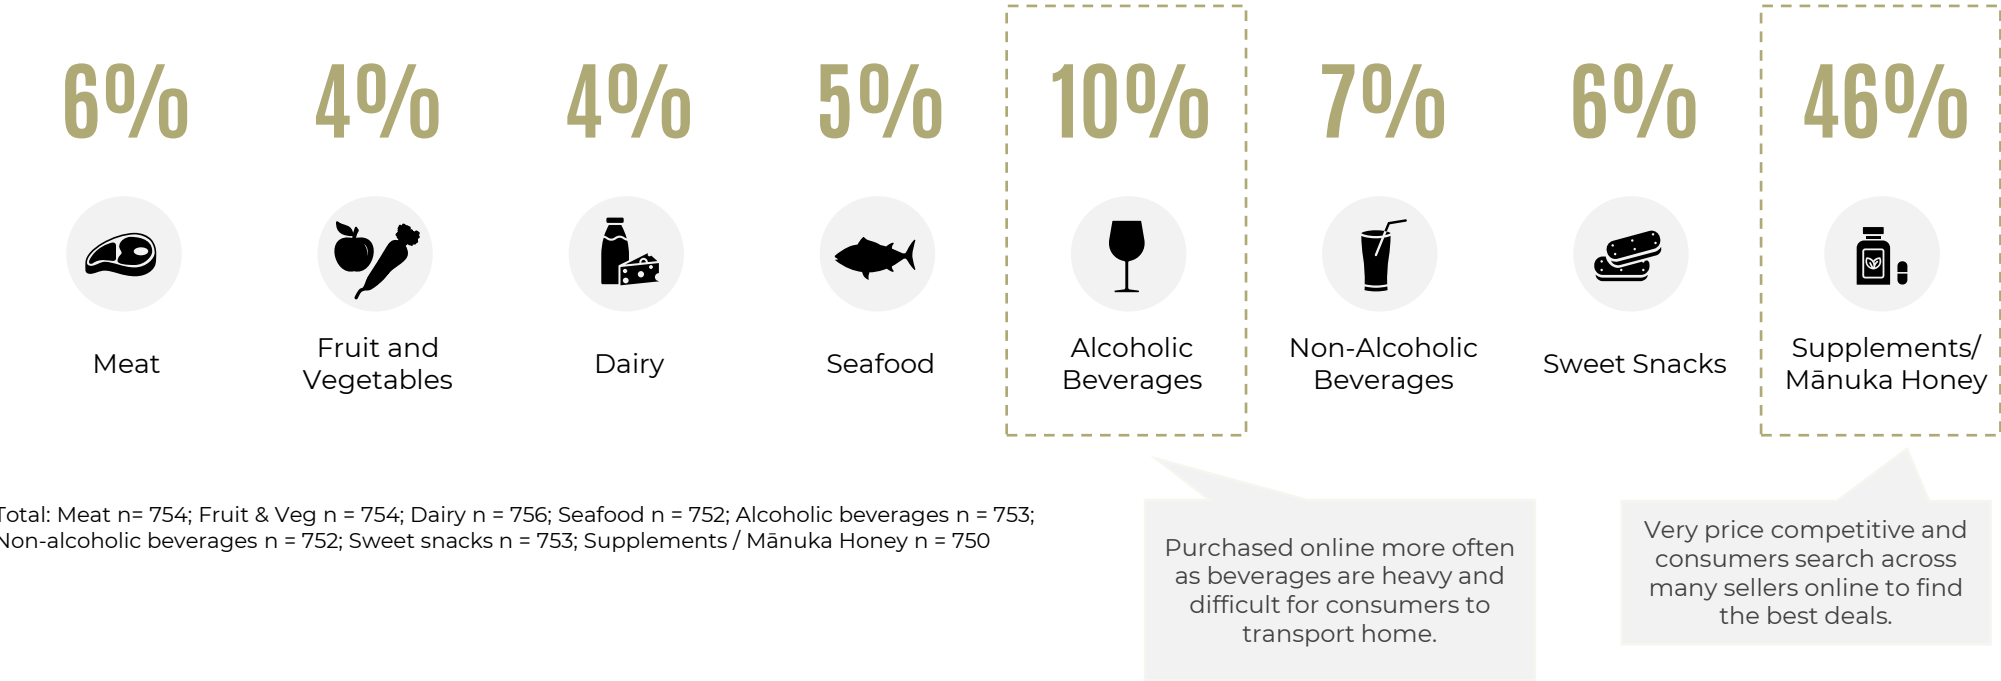 6%
4%
4%
5%
10%
7%
6%
46%
Meat
Fruit and
Vegetables
Dairy
Seafood
Alcoholic
Beverages
Non-Alcoholic
Beverages
Sweet Snacks
Supplements/
Mānuka Honey
Total: Meat n= 754; Fruit & Veg n = 754; Dairy n = 756; Seafood n = 752; Alcoholic beverages n = 753;
Non-alcoholic beverages n = 752; Sweet snacks n = 753; Supplements / Mānuka Honey n = 750
Purchased online more often
as beverages are heavy and
difficult for consumers to
transport home.
Very price competitive and
consumers search across
many sellers online to find
the best deals.